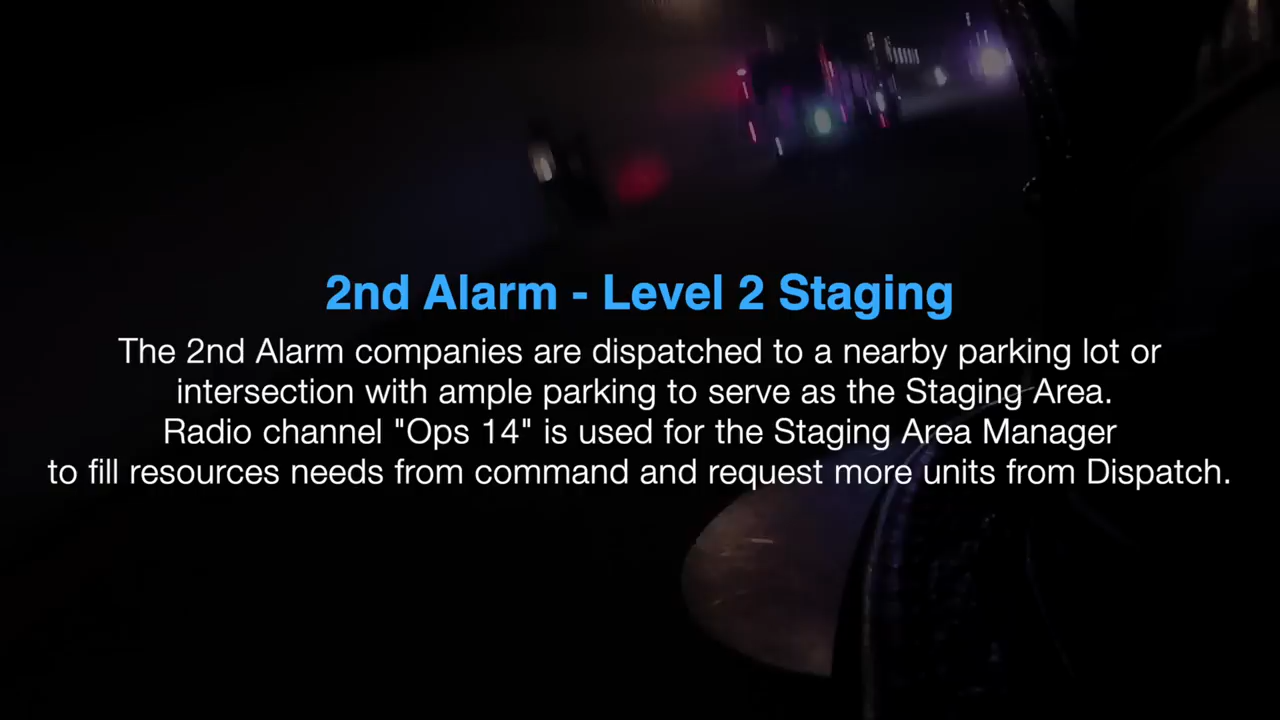 2nd Alarm - Level 2 Staging
The 2nd Alarm companies are dispatched to a nearby parking lot or
intersection with ample parking to serve as the Staging Area.
Radio channel "Ops 14" is used for the Staging Area Manager
to fill resources needs from command and request more units from Dispatch.